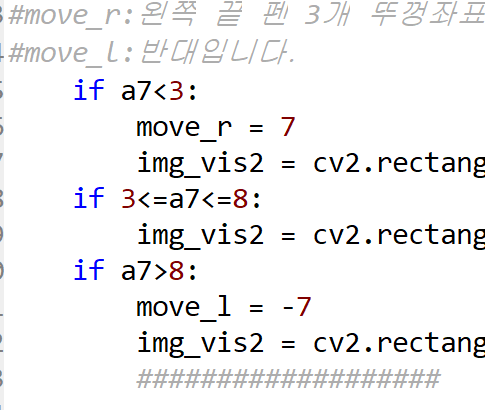 #move_r:왼쪽 끝 펜 3개 뚜껑좌표
#move_l:반대입니다.
if a7<3:
move_r = 7
img_vis2 = cv2.rectang
if 3<=a7<=8:
img_vis2 = cv2.rectang
if a7>8:
move_l = -7
img_vis2 = cv2.rectang
###################